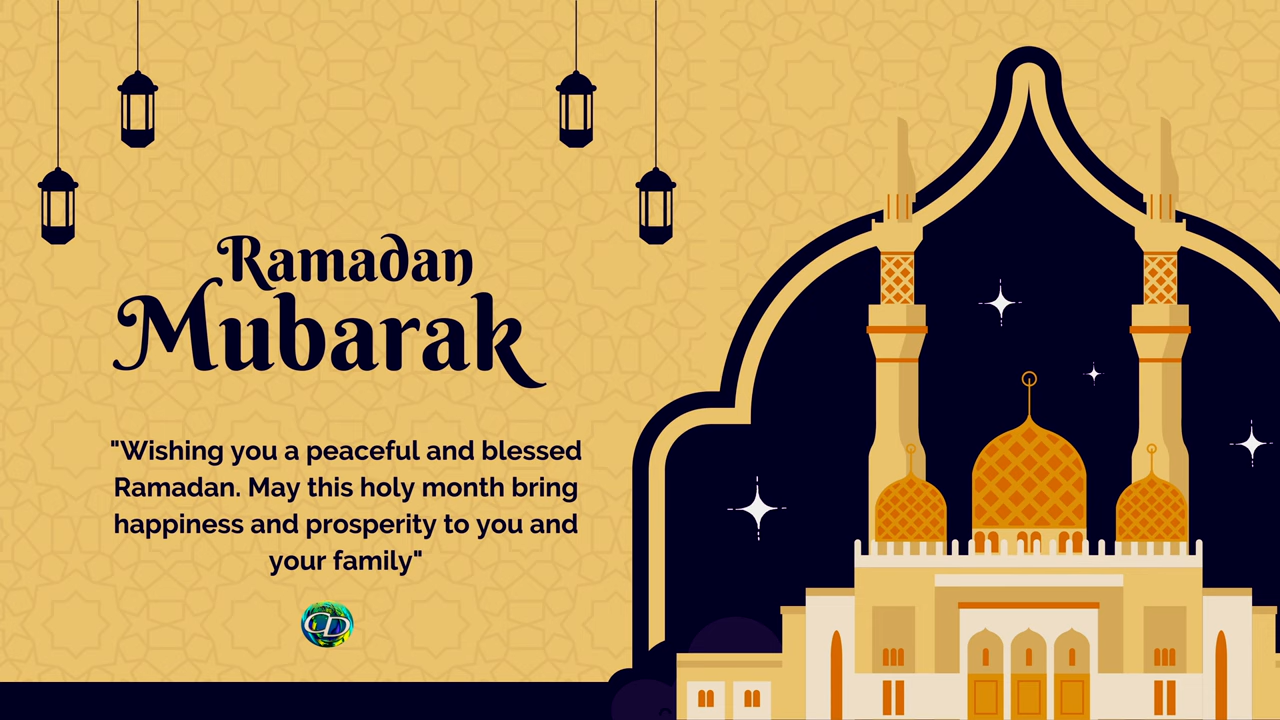 Ramadan
Mubarak
"Wishing you a peaceful and blessed
Ramadan. May this holy month bring
happiness and prosperity to you and
your family"
CD